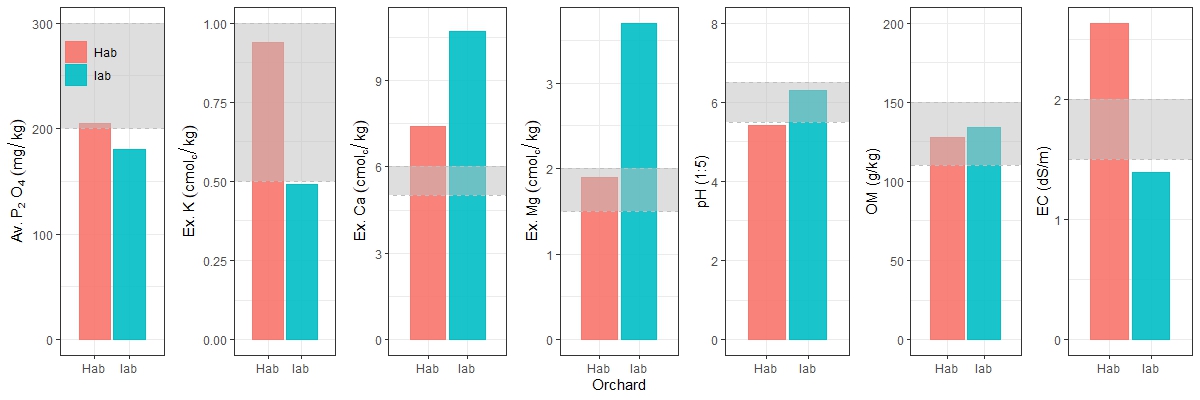 Av. P2 O4 (mg/kg)
300
200
100
0
Hab
Iab
Hab Iab
Ex. K (cmolc/kg)
1.00
0.75
0.50
0.25
0.00
Hab Iab
Ex. Ca (cmolc/kg)
9
6
3
0
Hab Iab
Ex. Mg (cmolc/kg)
3
2
1
0
Hab Iab
pH (1:5)
8
6
4
2
0
Hab Iab
OM (g/kg)
200
150
100
50
0
Hab Iab
EC (dS/m)
2
1
0
Hab Iab
Orchard